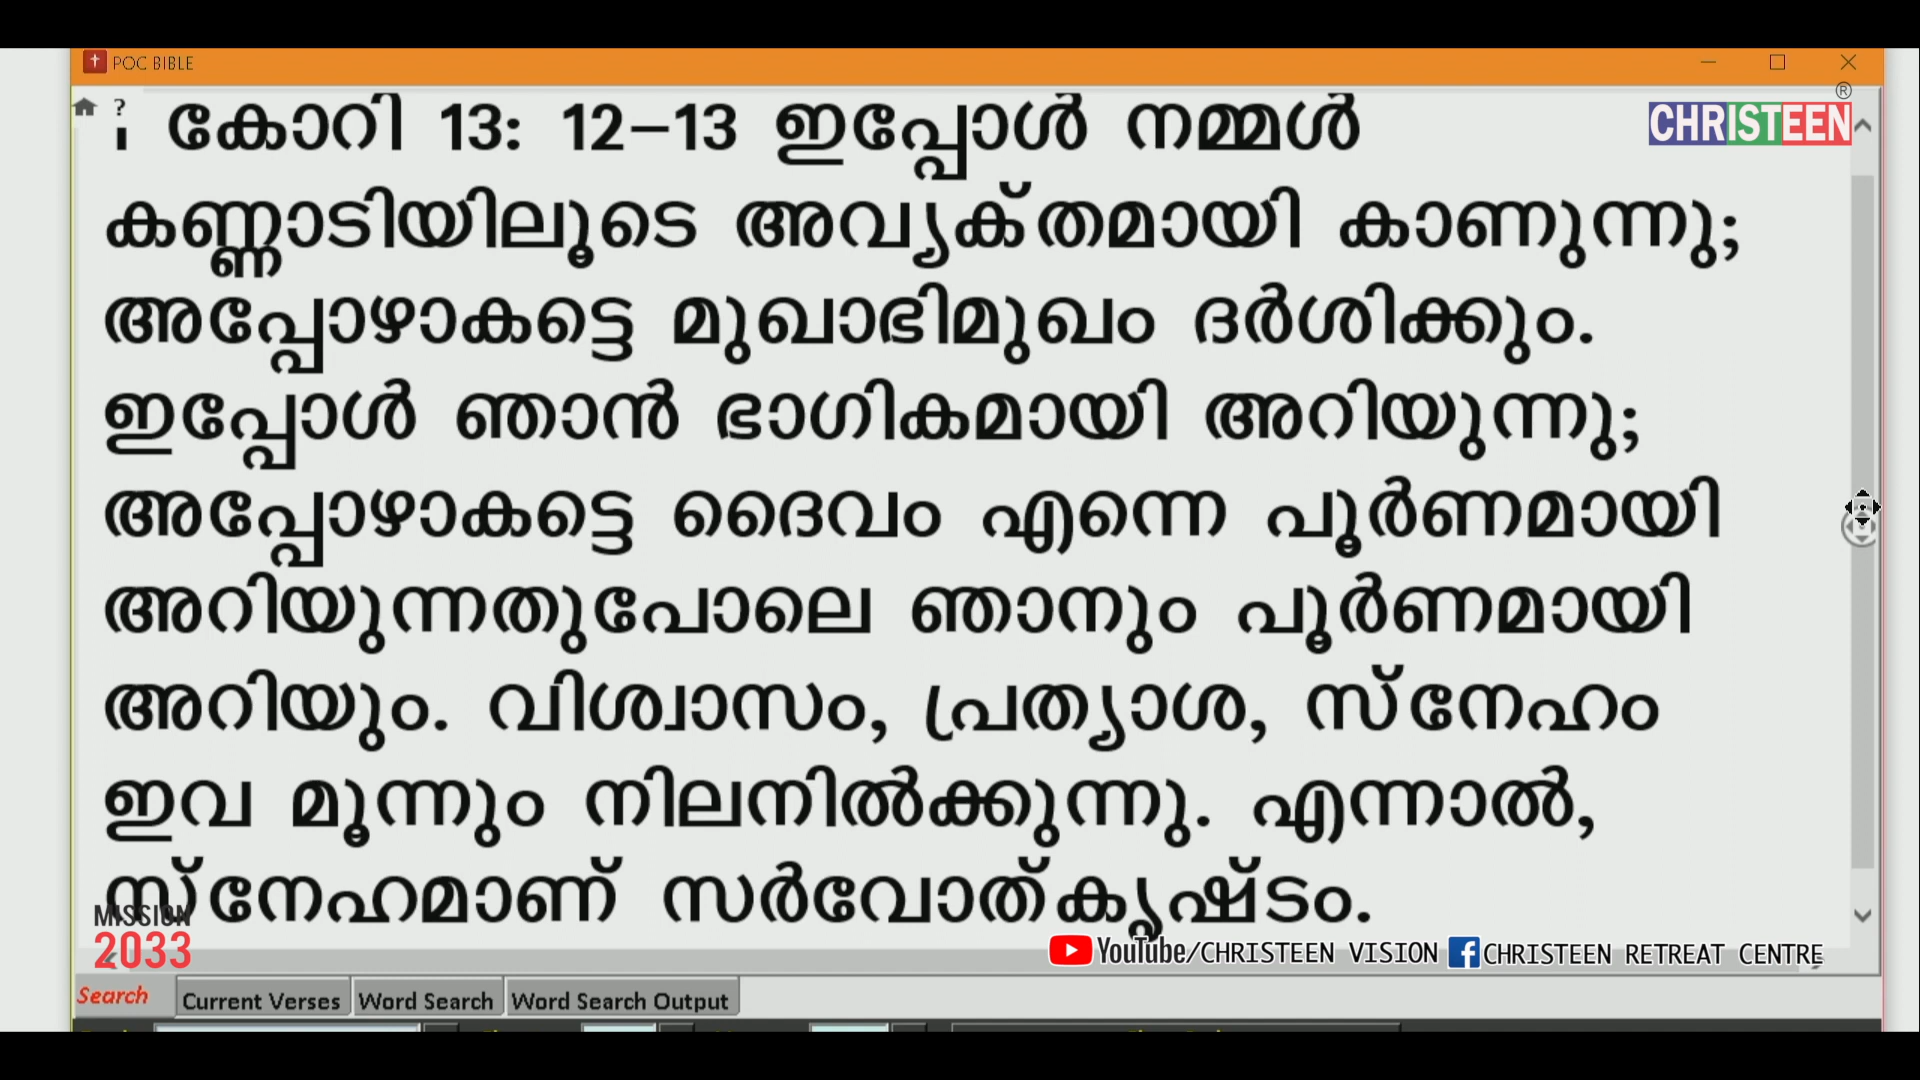 POC BIBLE
?
®
CHRISTEEN
കോറി 13: 12–13 ഇപ്പോൾ നമ്മൾ
കണ്ണാടിയിലൂടെ അവ്യക്തമായി കാണുന്നു;
അപ്പോഴാകട്ടെ മുഖാഭിമുഖം ദർശിക്കും.
ഇപ്പോൾ ഞാൻ ഭാഗികമായി അറിയുന്നു;
അപ്പോഴാകട്ടെ ദൈവം എന്നെ പൂർണമായി
അറിയുന്നതുപോലെ ഞാനും പൂർണമായി
അറിയും. വിശ്വാസം, പ്രത്യാശ, സ്നേഹം
ഇവ മൂന്നും നിലനിൽക്കുന്നു. എന്നാൽ,
സ്നേഹമാണ് സർവോത്കൃഷ്ടം.
MISSION
2033
YouTube/CHRISTEEN VISION CHRISTEEN RETREAT CENTRE
Search Current Verses Word Search Word Search Output